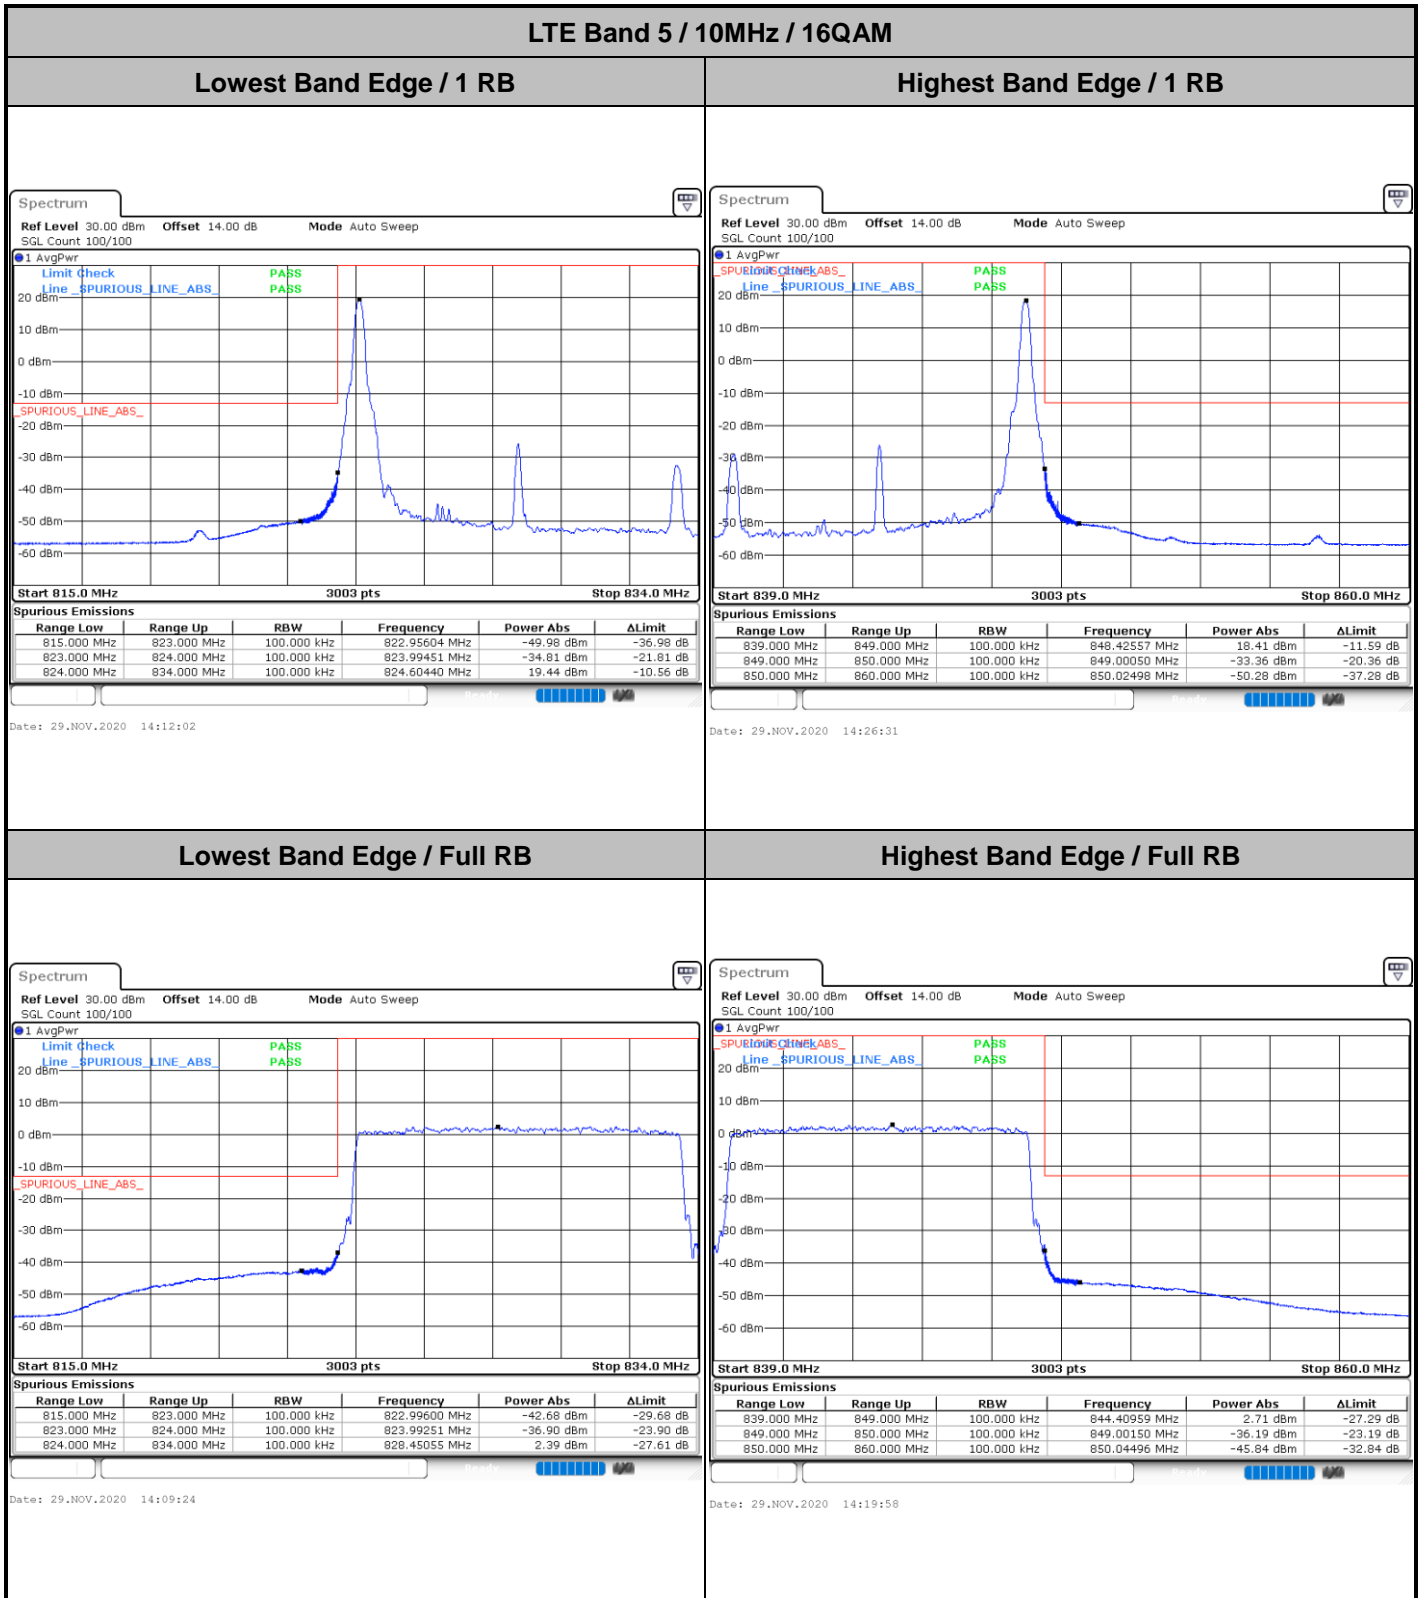 LTE Band 5 / 10MHz / 16QAM
Lowest Band Edge / 1 RB
Highest Band Edge / 1 RB
Spectrum
Ref Level 30.00 dBm Offset 14.00 dB Mode Auto Sweep
SGL Count 100/100
1 AvgPwr
Limit Check PASS
Line _SPURIOUS_LINE_ABS_ PASS
20 dBm
10 dBm
0 dBm
-10 dBm
_SPURIOUS_LINE_ABS_
-20 dBm
-30 dBm
-40 dBm
-50 dBm
-60 dBm
Start 815.0 MHz 3003 pts Stop 834.0 MHz
Spurious Emissions
Range Low Range Up RBW Frequency Power Abs ΔLimit
815.000 MHz 823.000 MHz 100.000 kHz 822.95604 MHz -49.98 dBm -36.98 dB
823.000 MHz 824.000 MHz 100.000 kHz 823.99451 MHz -34.81 dBm -21.81 dB
824.000 MHz 834.000 MHz 100.000 kHz 824.60440 MHz 19.44 dBm -10.56 dB
Ready
Date: 29.NOV.2020 14:12:02
Spectrum
Ref Level 30.00 dBm Offset 14.00 dB Mode Auto Sweep
SGL Count 100/100
1 AvgPwr
_SPURIOUS_LINE_ABS_
Limit Check PASS
Line _SPURIOUS_LINE_ABS_ PASS
20 dBm
10 dBm
0 dBm
-10 dBm
-20 dBm
-30 dBm
-40 dBm
-50 dBm
-60 dBm
Start 839.0 MHz 3003 pts Stop 860.0 MHz
Spurious Emissions
Range Low Range Up RBW Frequency Power Abs ΔLimit
839.000 MHz 849.000 MHz 100.000 kHz 848.42557 MHz 18.41 dBm -11.59 dB
849.000 MHz 850.000 MHz 100.000 kHz 849.00050 MHz -33.36 dBm -20.36 dB
850.000 MHz 860.000 MHz 100.000 kHz 850.02498 MHz -50.28 dBm -37.28 dB
Ready
Date: 29.NOV.2020 14:26:31
Lowest Band Edge / Full RB
Highest Band Edge / Full RB
Spectrum
Ref Level 30.00 dBm Offset 14.00 dB Mode Auto Sweep
SGL Count 100/100
1 AvgPwr
Limit Check PASS
Line _SPURIOUS_LINE_ABS_ PASS
20 dBm
10 dBm
0 dBm
-10 dBm
_SPURIOUS_LINE_ABS_
-20 dBm
-30 dBm
-40 dBm
-50 dBm
-60 dBm
Start 815.0 MHz 3003 pts Stop 834.0 MHz
Spurious Emissions
Range Low Range Up RBW Frequency Power Abs ΔLimit
815.000 MHz 823.000 MHz 100.000 kHz 822.99600 MHz -42.68 dBm -29.68 dB
823.000 MHz 824.000 MHz 100.000 kHz 823.99251 MHz -36.90 dBm -23.90 dB
824.000 MHz 834.000 MHz 100.000 kHz 828.45055 MHz 2.39 dBm -27.61 dB
Ready
Date: 29.NOV.2020 14:09:24
Spectrum
Ref Level 30.00 dBm Offset 14.00 dB Mode Auto Sweep
SGL Count 100/100
1 AvgPwr
_SPURIOUS_LINE_ABS_
Limit Check PASS
Line _SPURIOUS_LINE_ABS_ PASS
20 dBm
10 dBm
0 dBm
-10 dBm
-20 dBm
-30 dBm
-40 dBm
-50 dBm
-60 dBm
Start 839.0 MHz 3003 pts Stop 860.0 MHz
Spurious Emissions
Range Low Range Up RBW Frequency Power Abs ΔLimit
839.000 MHz 849.000 MHz 100.000 kHz 844.40959 MHz 2.71 dBm -27.29 dB
849.000 MHz 850.000 MHz 100.000 kHz 849.00150 MHz -36.19 dBm -23.19 dB
850.000 MHz 860.000 MHz 100.000 kHz 850.04496 MHz -45.84 dBm -32.84 dB
Ready
Date: 29.NOV.2020 14:19:58